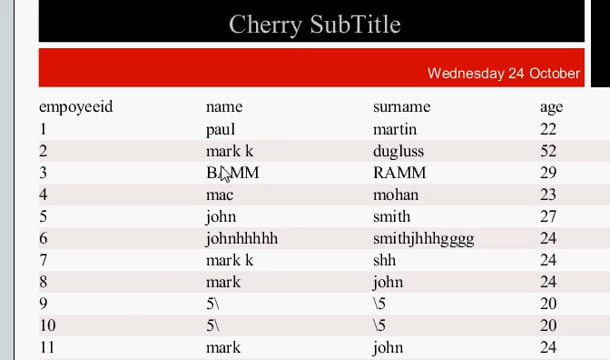 Cherry SubTitle
Wednesday 24 October
empoyeeid name surname age
1 paul martin 22
2 mark k dugluss 52
3 RAMM 29
4 mac mohan 23
5 john smith 27
6 johnhhhhh smithjhhhgggg 24
7 mark k shh 24
8 mark john 24
9 5\ \5 20
10 5\ \5 20
11 mark john 24